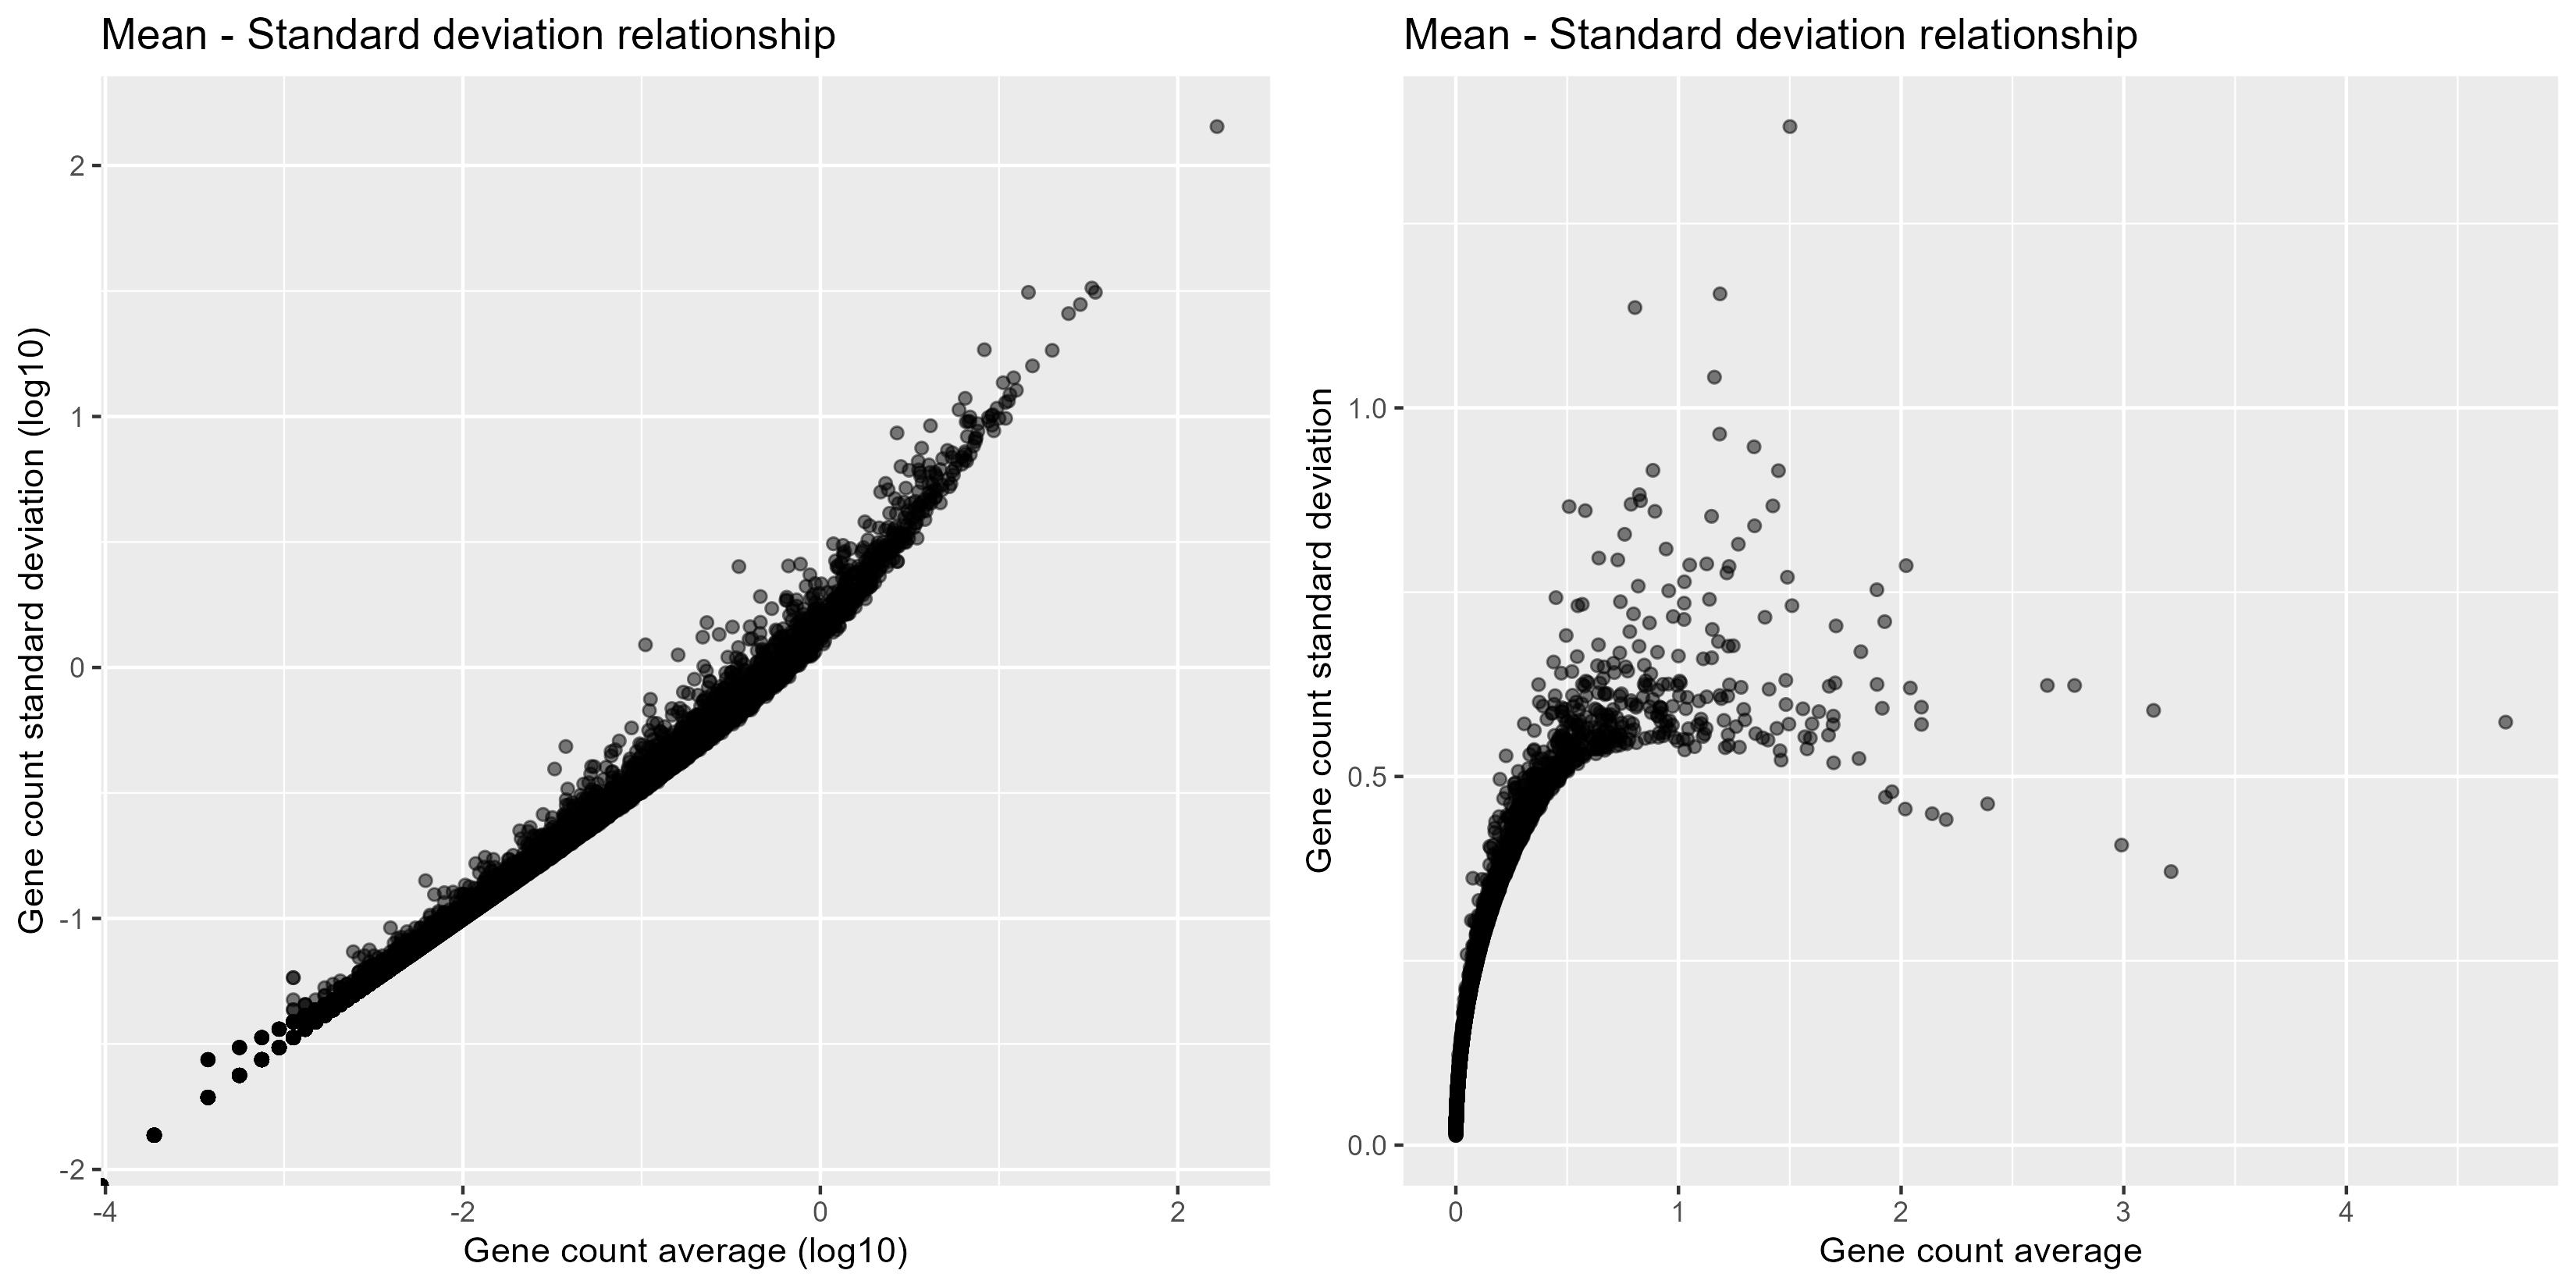 Mean - Standard deviation relationship
Gene count standard deviation (log10)
2
1
0
-1
-2
-4
-2
0
2
Gene count average (log10)
Mean - Standard deviation relationship
Gene count standard deviation
1.0
0.5
0.0
0
1
2
3
4
Gene count average